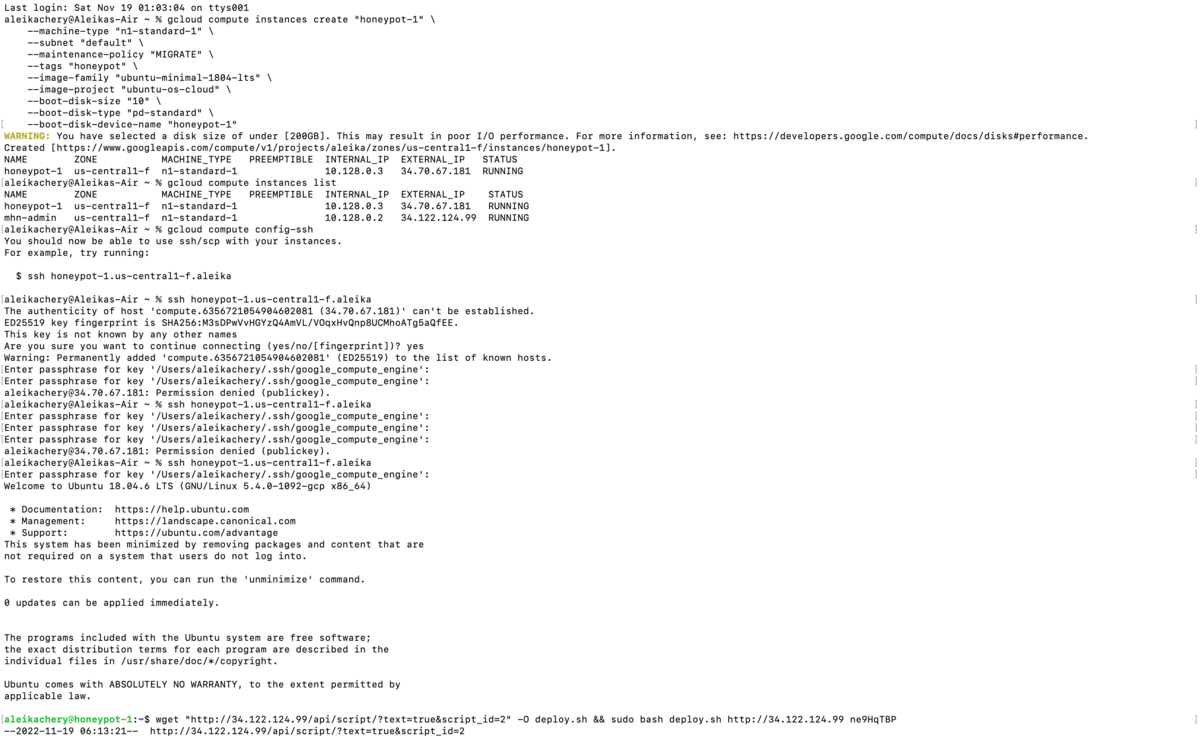 Last login: Sat Nov 19 01:03:04 on ttys001
aleikachery@Aleikas-Air ~ % gcloud compute instances create "honeypot-1" \
    --machine-type "n1-standard-1" \
    --subnet "default" \
    --maintenance-policy "MIGRATE" \
    --tags "honeypot" \
    --image-family "ubuntu-minimal-1804-lts" \
    --image-project "ubuntu-os-cloud" \
    --boot-disk-size "10" \
    --boot-disk-type "pd-standard" \
[    --boot-disk-device-name "honeypot-1" ]
WARNING: You have selected a disk size of under [200GB]. This may result in poor I/O performance. For more information, see: https://developers.google.com/compute/docs/disks#performance.
Created [https://www.googleapis.com/compute/v1/projects/aleika/zones/us-central1-f/instances/honeypot-1].
NAME        ZONE           MACHINE_TYPE   PREEMPTIBLE  INTERNAL_IP  EXTERNAL_IP   STATUS
honeypot-1  us-central1-f  n1-standard-1               10.128.0.3   34.70.67.181  RUNNING
[aleikachery@Aleikas-Air ~ % gcloud compute instances list ]
NAME        ZONE           MACHINE_TYPE   PREEMPTIBLE  INTERNAL_IP  EXTERNAL_IP    STATUS
honeypot-1  us-central1-f  n1-standard-1               10.128.0.3   34.70.67.181   RUNNING
mhn-admin   us-central1-f  n1-standard-1               10.128.0.2   34.122.124.99  RUNNING
[aleikachery@Aleikas-Air ~ % gcloud compute config-ssh ]
You should now be able to use ssh/scp with your instances.
For example, try running:

  $ ssh honeypot-1.us-central1-f.aleika

[aleikachery@Aleikas-Air ~ % ssh honeypot-1.us-central1-f.aleika ]
The authenticity of host 'compute.6356721054904602081 (34.70.67.181)' can't be established.
ED25519 key fingerprint is SHA256:M3sDPwVvHGYzQ4AmVL/VOqxHvQnp8UCMhoATg5aQfEE.
This key is not known by any other names
Are you sure you want to continue connecting (yes/no/[fingerprint])? yes
Warning: Permanently added 'compute.6356721054904602081' (ED25519) to the list of known hosts.
[Enter passphrase for key '/Users/aleikachery/.ssh/google_compute_engine': ]
[Enter passphrase for key '/Users/aleikachery/.ssh/google_compute_engine': ]
aleikachery@34.70.67.181: Permission denied (publickey).
[aleikachery@Aleikas-Air ~ % ssh honeypot-1.us-central1-f.aleika ]
[Enter passphrase for key '/Users/aleikachery/.ssh/google_compute_engine': ]
[Enter passphrase for key '/Users/aleikachery/.ssh/google_compute_engine': ]
[Enter passphrase for key '/Users/aleikachery/.ssh/google_compute_engine': ]
aleikachery@34.70.67.181: Permission denied (publickey).
[aleikachery@Aleikas-Air ~ % ssh honeypot-1.us-central1-f.aleika ]
[Enter passphrase for key '/Users/aleikachery/.ssh/google_compute_engine': ]
Welcome to Ubuntu 18.04.6 LTS (GNU/Linux 5.4.0-1092-gcp x86_64)

 * Documentation:  https://help.ubuntu.com
 * Management:     https://landscape.canonical.com
 * Support:        https://ubuntu.com/advantage
This system has been minimized by removing packages and content that are
not required on a system that users do not log into.

To restore this content, you can run the 'unminimize' command.

0 updates can be applied immediately.


The programs included with the Ubuntu system are free software;
the exact distribution terms for each program are described in the
individual files in /usr/share/doc/*/copyright.

Ubuntu comes with ABSOLUTELY NO WARRANTY, to the extent permitted by
applicable law.

[aleikachery@honeypot-1:~$ wget "http://34.122.124.99/api/script/?text=true&script_id=2" -O deploy.sh && sudo bash deploy.sh http://34.122.124.99 ne9HqTBP ]
--2022-11-19 06:13:21--  http://34.122.124.99/api/script/?text=true&script_id=2